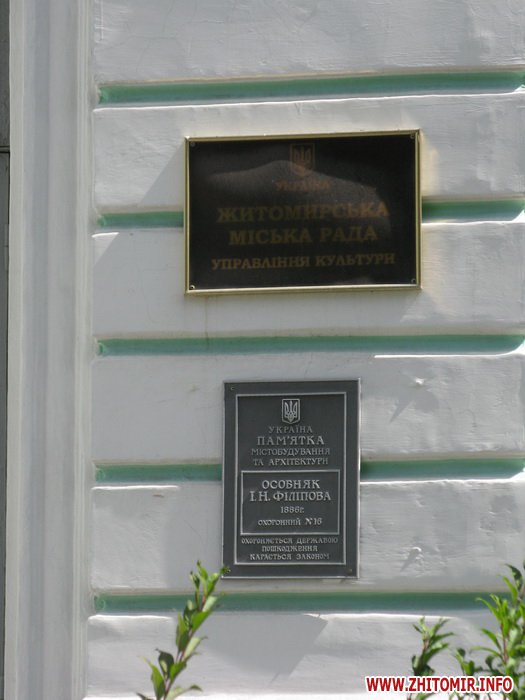 УКРАЇНА
ЖИТОМИРСЬКА
МІСЬКА РАДА
УПРАВЛІННЯ КУЛЬТУРИ
УКРАЇНА
ПАМ'ЯТКА
МІСТОБУДУВАННЯ
ТА АРХІТЕКТУРИ
ОСОБНЯК
І.Н.ФІЛІПОВА
1886г.
ОХОРОННИЙ №16
ОХОРОНЯЄТЬСЯ ДЕРЖАВОЮ
ПОШКОДЖЕННЯ
КАРАЄТЬСЯ ЗАКОНОМ
WWW.ZHITOMIR.INFO